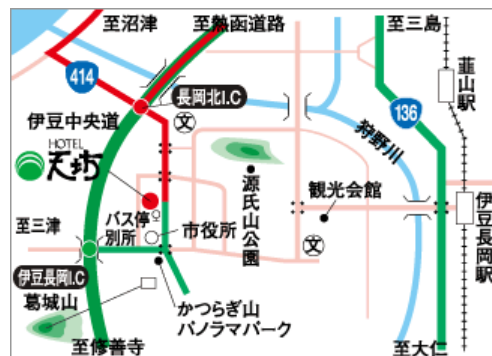 至沼津
至熱函道路
至三島
414
長岡北I.C
136
韮山駅
伊豆中央道
文
狩野川
HOTEL
天坊
源氏山公園
観光会館
バス停
別所
市役所
至三津
文
伊豆長岡駅
伊豆長岡I.C
葛城山
かつらぎ山
パノラマパーク
至修善寺
至大仁